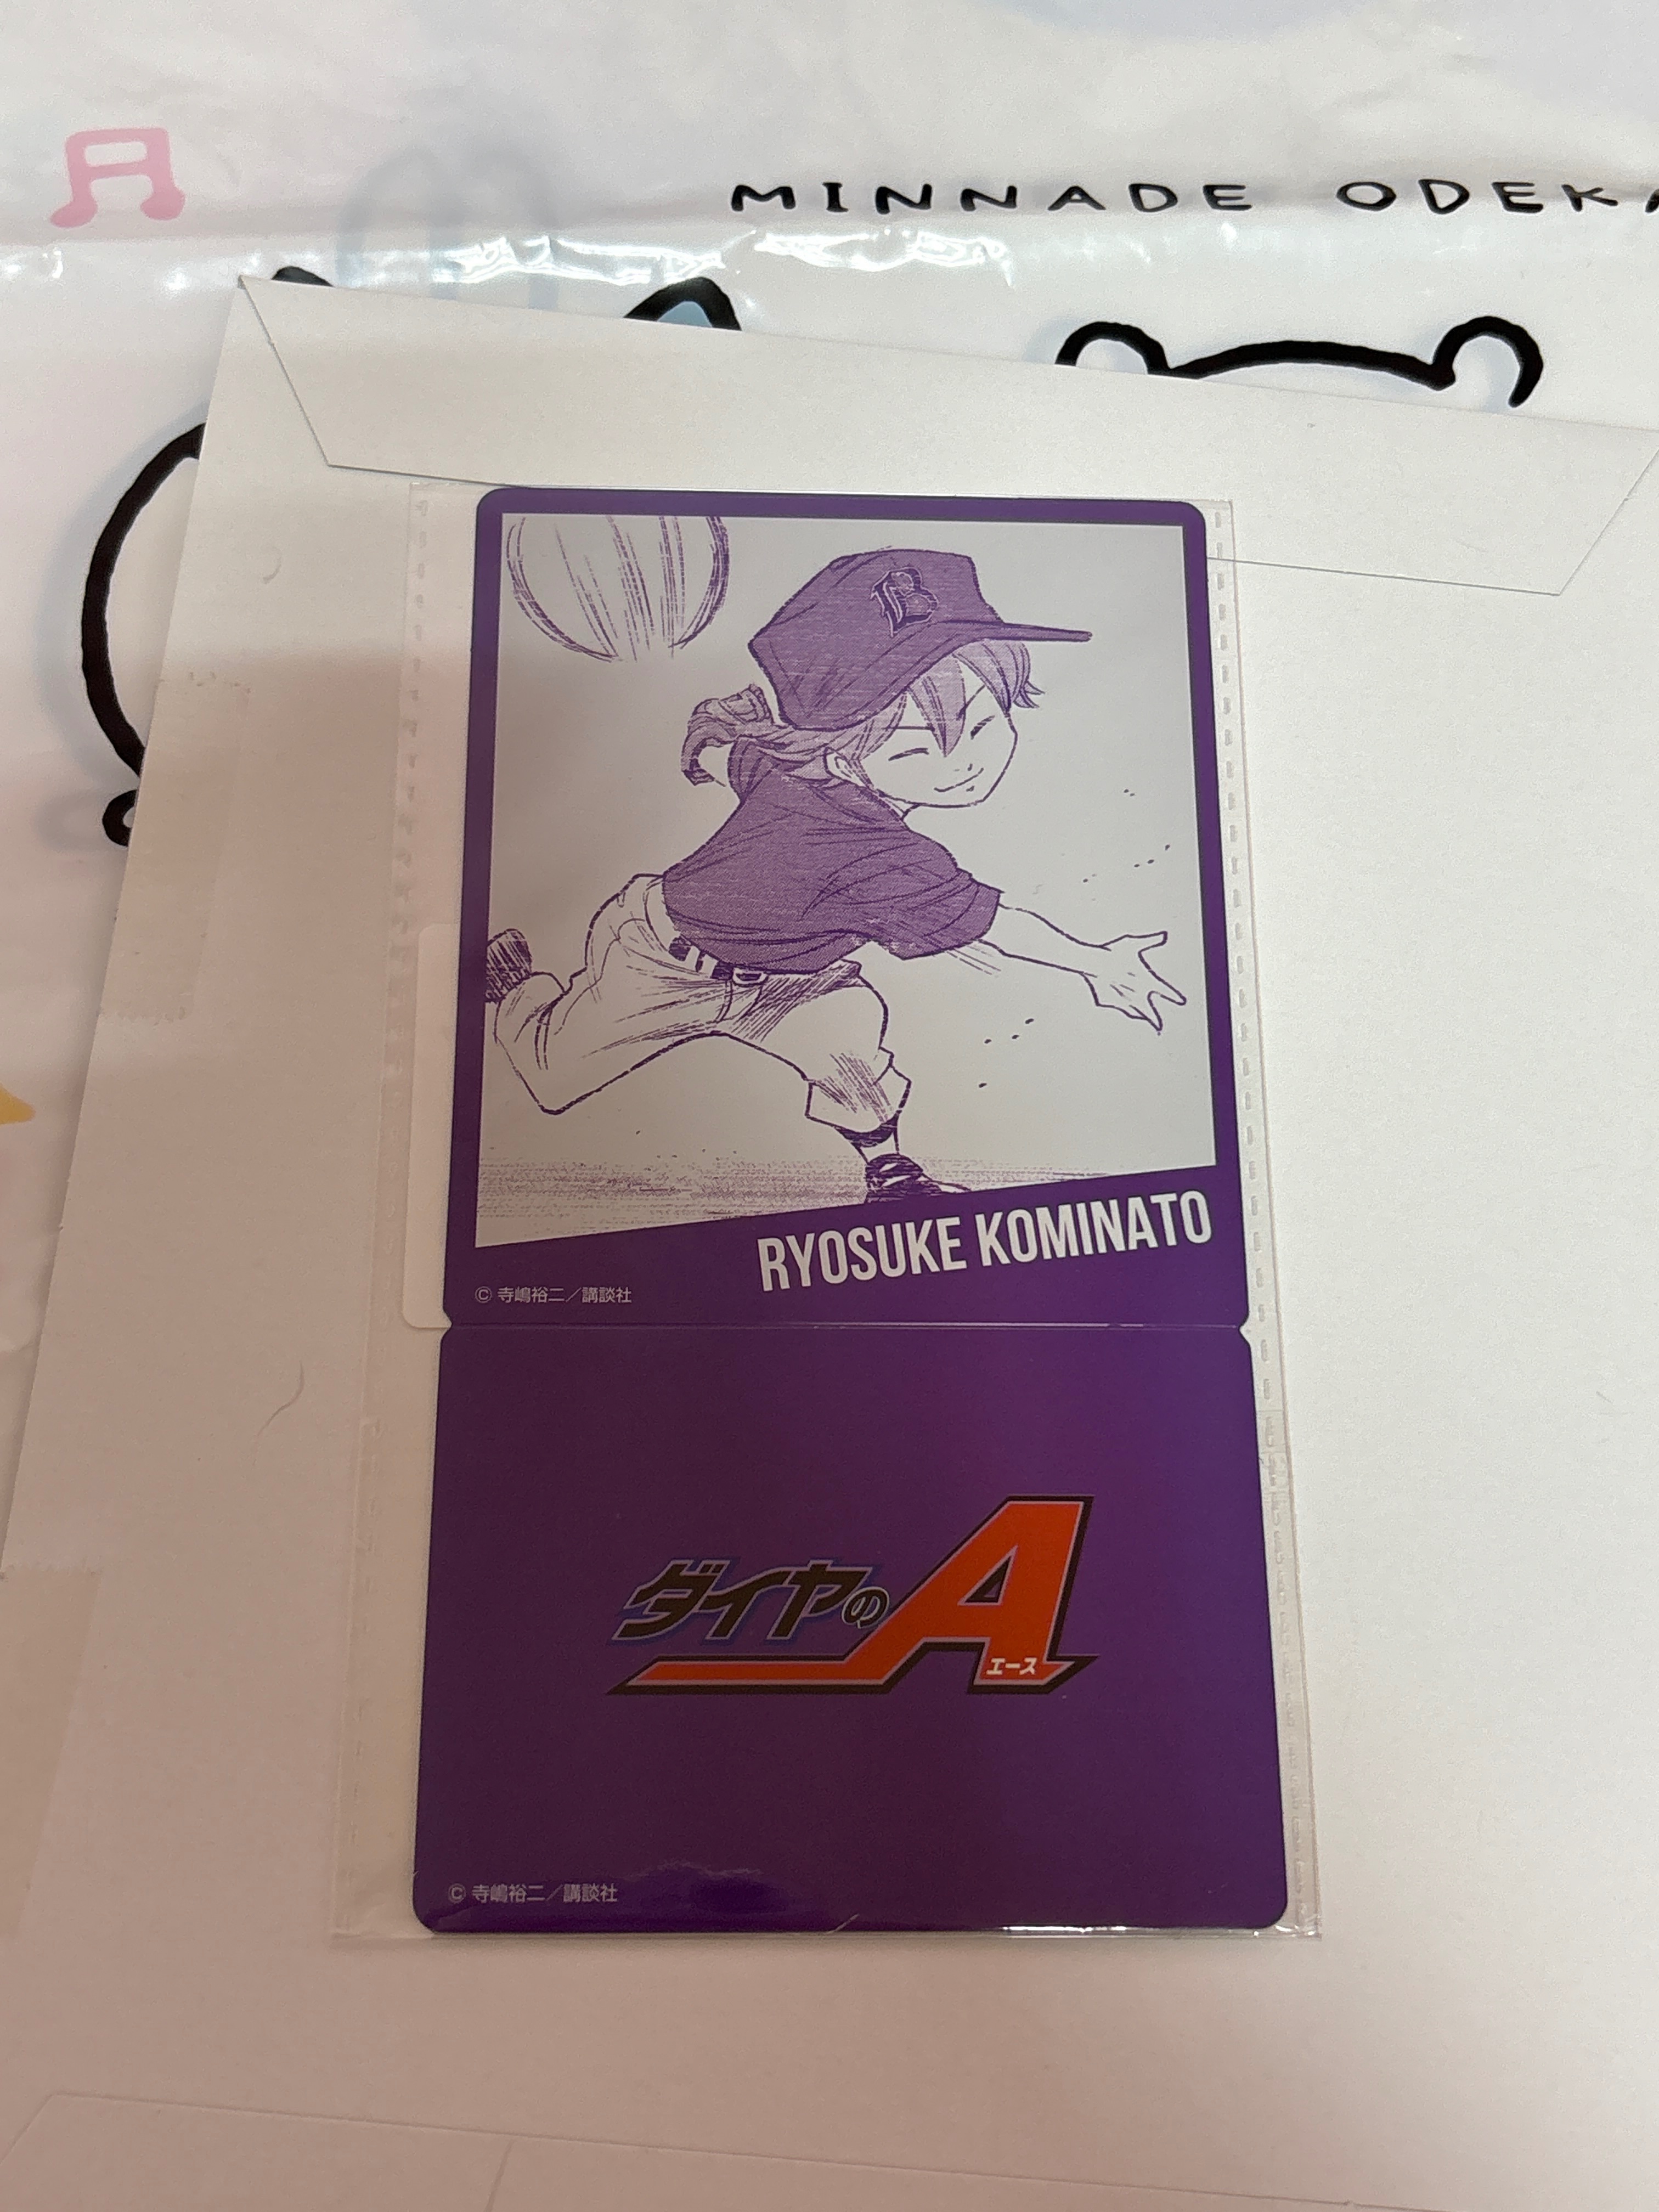 MINNADE ODEKA
B
RYOSUKE KOMINATO
© 寺嶋裕二／講談社
ダイヤのA
エース
© 寺嶋裕二／講談社